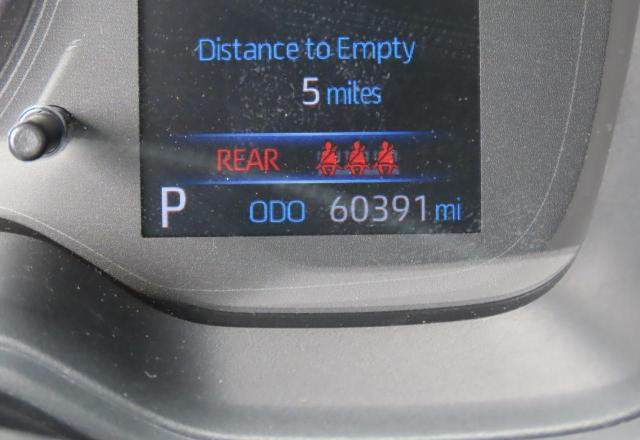 Distance to Empty
5 miles
REAR
P ODO 60391 mi